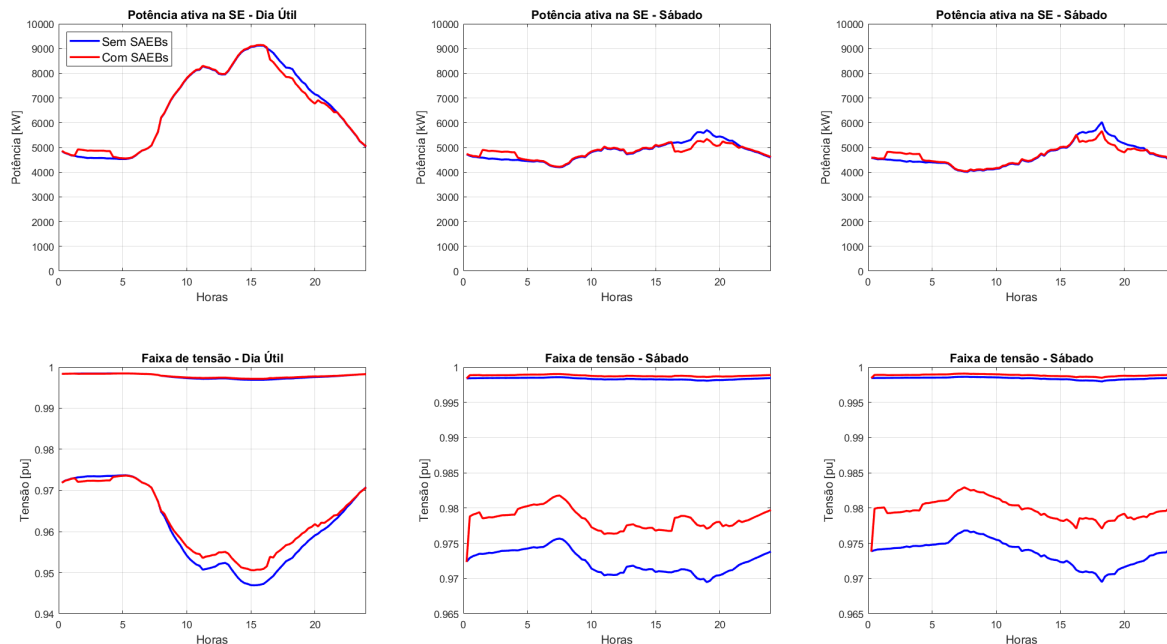 Potência ativa na SE - Dia Útil
Potência [kW]
10000
9000
8000
7000
6000
5000
4000
3000
2000
1000
0
Sem SAEBs
Com SAEBs
0 5 10 15 20
Horas
Potência ativa na SE - Sábado
Potência [kW]
10000
9000
8000
7000
6000
5000
4000
3000
2000
1000
0
0 5 10 15 20
Horas
Potência ativa na SE - Sábado
Potência [kW]
10000
9000
8000
7000
6000
5000
4000
3000
2000
1000
0
0 5 10 15 20
Horas
Faixa de tensão - Dia Útil
Tensão [pu]
1
0.99
0.98
0.97
0.96
0.95
0.94
0 5 10 15 20
Horas
Faixa de tensão - Sábado
Tensão [pu]
1
0.995
0.99
0.985
0.98
0.975
0.97
0.965
0 5 10 15 20
Horas
Faixa de tensão - Sábado
Tensão [pu]
1
0.995
0.99
0.985
0.98
0.975
0.97
0.965
0 5 10 15 20
Horas